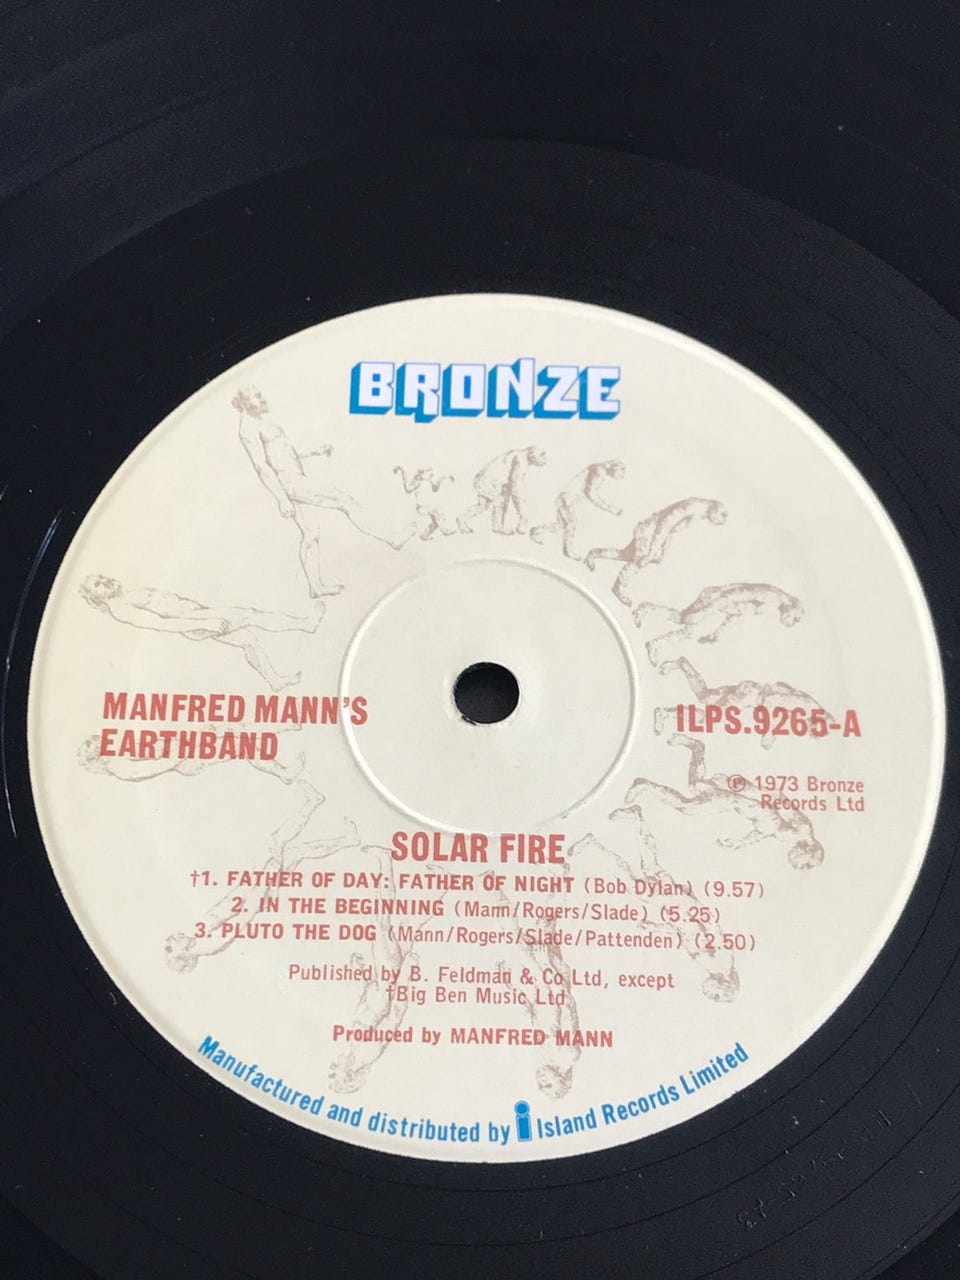 BRONZE
MANFRED MANN'S
EARTHBAND
ILPS.9265-A
℗ 1973 Bronze
Records Ltd
SOLAR FIRE
†1. FATHER OF DAY: FATHER OF NIGHT (Bob Dylan) (9.57)
2. IN THE BEGINNING (Mann/Rogers/Slade) (5.25)
3. PLUTO THE DOG (Mann/Rogers/Slade/Pattenden) (2.50)
Published by B. Feldman & Co Ltd, except
†Big Ben Music Ltd
Produced by MANFRED MANN
Manufactured and distributed by i Island Records Limited